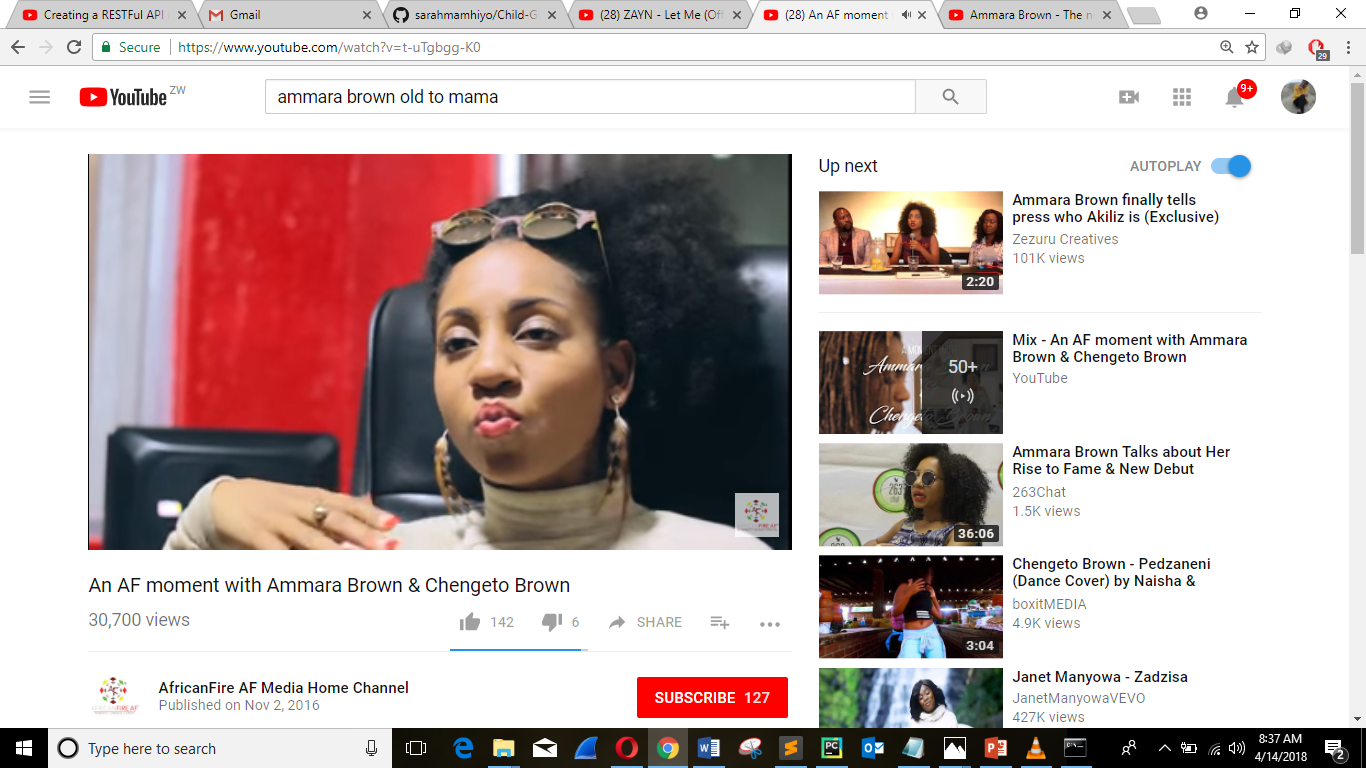 Creating a RESTFul API
Gmail
sarahmamhiyo/Child-G
(28) ZAYN - Let Me (Off
(28) An AF moment
Ammara Brown - The n
Secure
https://www.youtube.com/watch?v=t-uTgbgg-K0
29
YouTube ZW
ammara brown old to mama
9+
Up next
AUTOPLAY
Ammara Brown finally tells
press who Akiliz is (Exclusive)
Zezuru Creatives
101K views
2:20
Mix - An AF moment with Ammara
Brown & Chengeto Brown
YouTube
50+
Ammara Brown Talks about Her
Rise to Fame & New Debut
263Chat
1.5K views
36:06
Chengeto Brown - Pedzaneni
(Dance Cover) by Naisha &
boxitMEDIA
4.9K views
3:04
Janet Manyowa - Zadzisa
JanetManyowaVEVO
427K views
An AF moment with Ammara Brown & Chengeto Brown
30,700 views
142
6
SHARE
AfricanFire AF Media Home Channel
Published on Nov 2, 2016
SUBSCRIBE 127
Type here to search
8:37 AM
4/14/2018
2